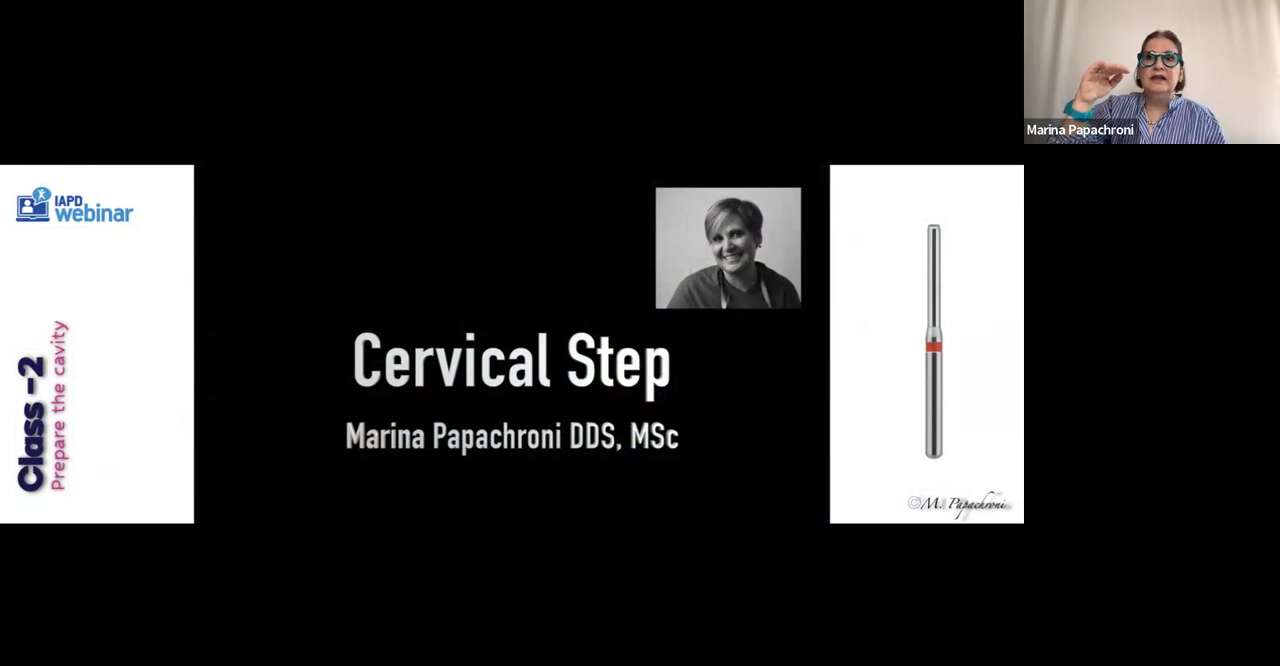 Marina Papachroni
IAPD
webinar
Class -2
Prepare the cavity
Cervical Step
Marina Papachroni DDS, MSc
©M. Papachroni